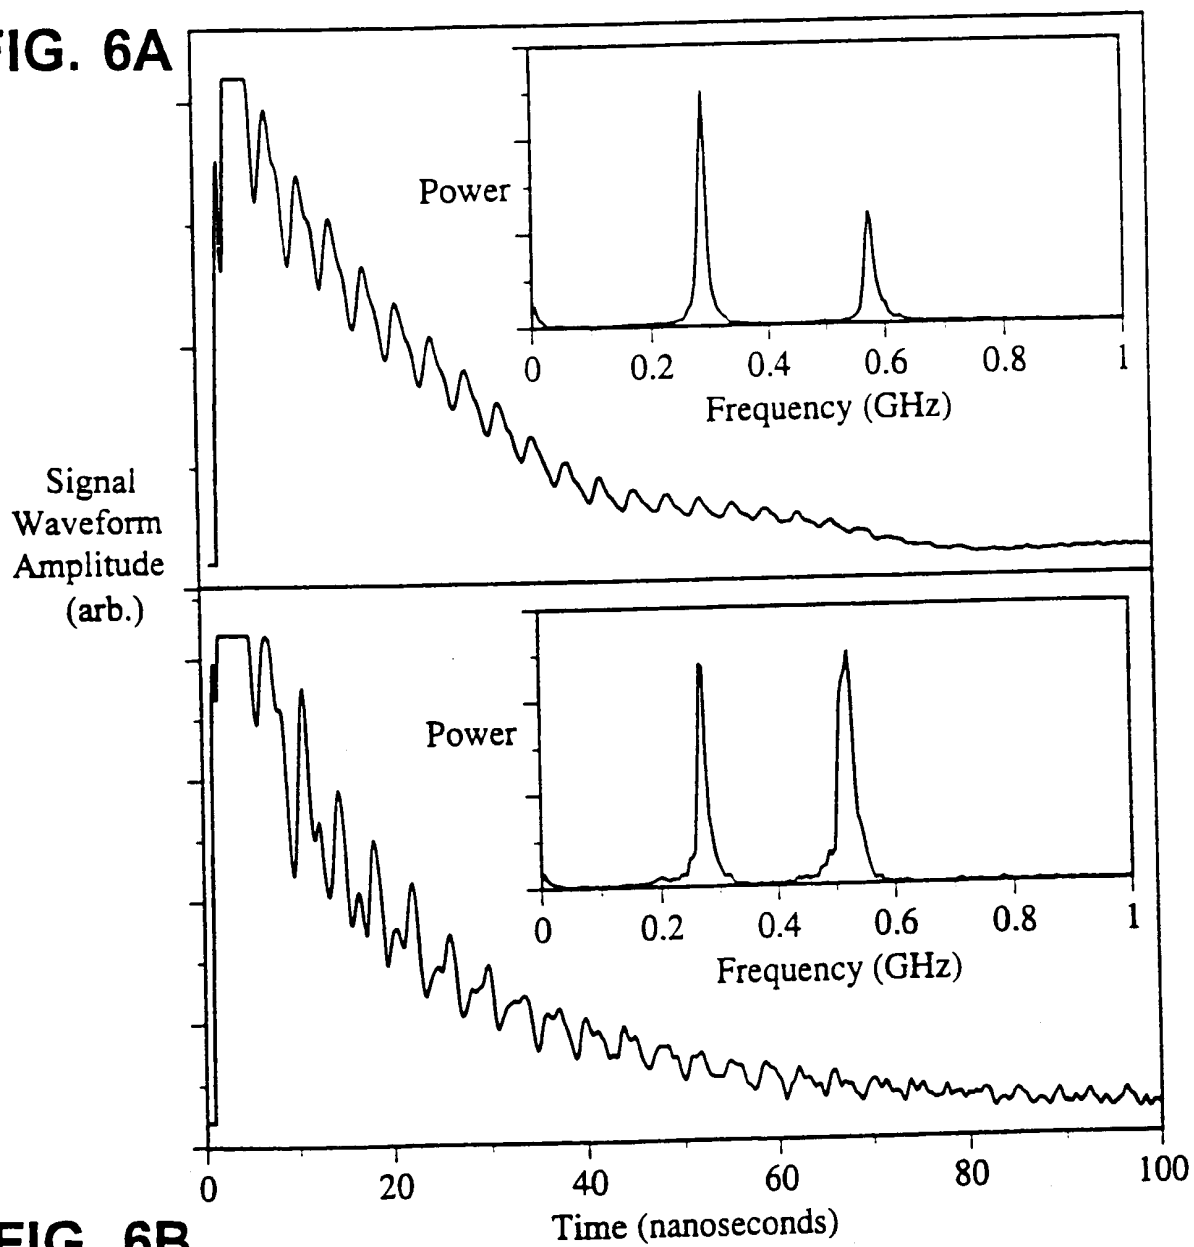 FIG. 6A
Power
0 0.2 0.4 0.6 0.8 1
Frequency (GHz)
Signal
Waveform
Amplitude
(arb.)
Power
0 0.2 0.4 0.6 0.8 1
Frequency (GHz)
0 20 40 60 80 100
Time (nanoseconds)
FIG. 6B